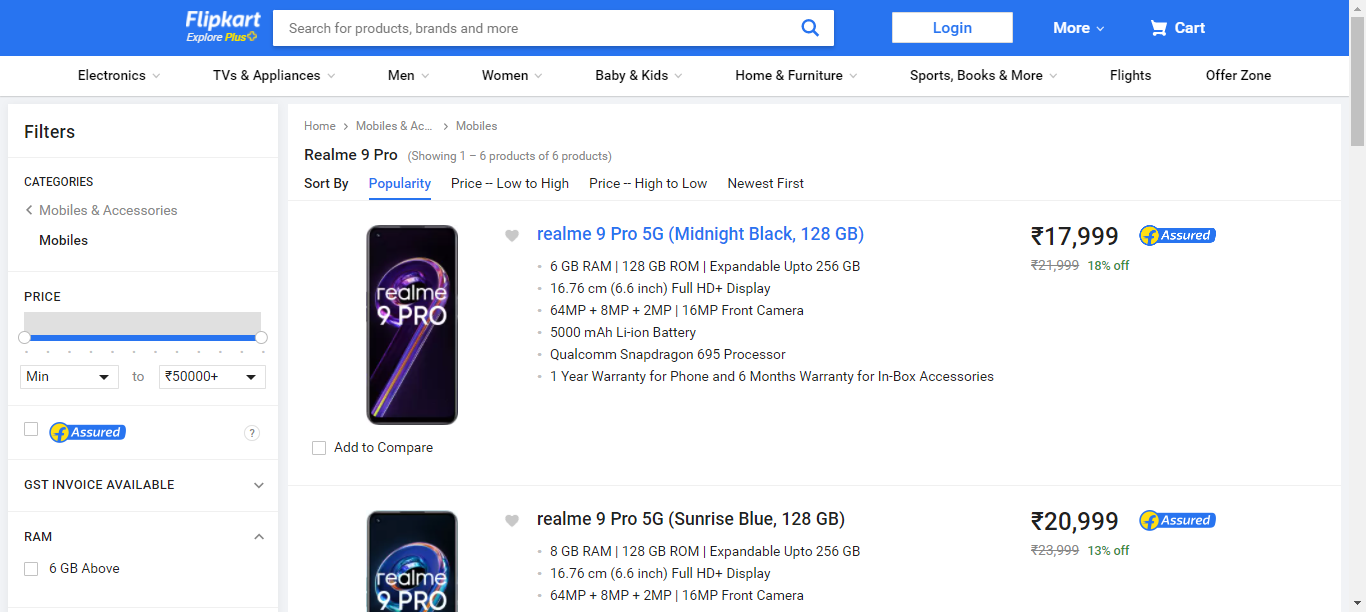 Flipkart
Explore Plus
Search for products, brands and more
Login
More
Cart
Electronics
TVs & Appliances
Men
Women
Baby & Kids
Home & Furniture
Sports, Books & More
Flights
Offer Zone
Filters
CATEGORIES
Mobiles & Accessories
Mobiles
PRICE
Min
to
₹50000+
f Assured
?
GST INVOICE AVAILABLE
RAM
6 GB Above
Home
Mobiles & Ac...
Mobiles
Realme 9 Pro (Showing 1 – 6 products of 6 products)
Sort By
Popularity
Price -- Low to High
Price -- High to Low
Newest First
realme
9 PRO
Add to Compare
realme 9 Pro 5G (Midnight Black, 128 GB)
6 GB RAM | 128 GB ROM | Expandable Upto 256 GB
16.76 cm (6.6 inch) Full HD+ Display
64MP + 8MP + 2MP | 16MP Front Camera
5000 mAh Li-ion Battery
Qualcomm Snapdragon 695 Processor
1 Year Warranty for Phone and 6 Months Warranty for In-Box Accessories
₹17,999
f Assured
₹21,999 18% off
realme
9 PRO
realme 9 Pro 5G (Sunrise Blue, 128 GB)
8 GB RAM | 128 GB ROM | Expandable Upto 256 GB
16.76 cm (6.6 inch) Full HD+ Display
64MP + 8MP + 2MP | 16MP Front Camera
₹20,999
f Assured
₹23,999 13% off